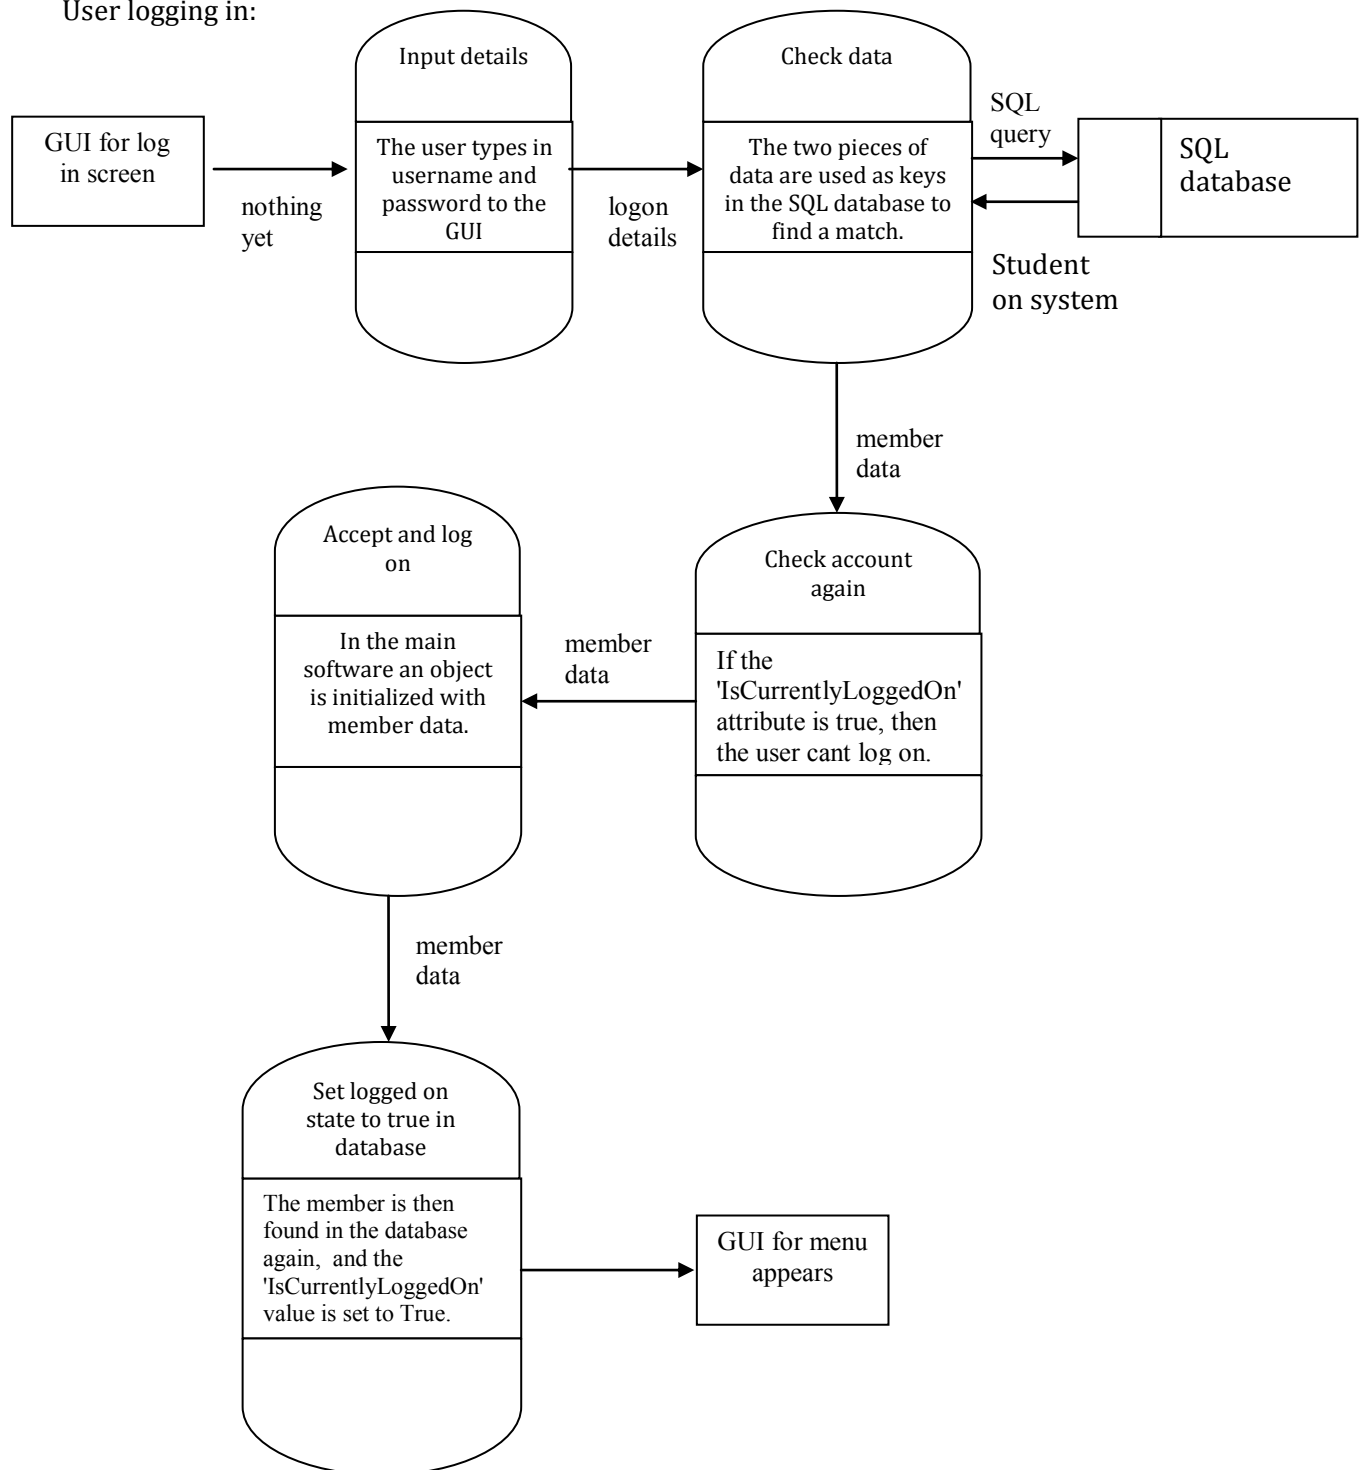 User logging in:
Input details
Check data
GUI for log
in screen
nothing
yet
The user types in
username and
password to the
GUI
logon
details
The two pieces of
data are used as keys
in the SQL database to
find a match.
SQL
query
SQL
database
Student
on system
member
data
Check account
again
If the
'IsCurrentlyLoggedOn'
attribute is true, then
the user cant log on.
member
data
Accept and log
on
In the main
software an object
is initialized with
member data.
member
data
Set logged on
state to true in
database
The member is then
found in the database
again,  and the
'IsCurrentlyLoggedOn'
value is set to True.
GUI for menu
appears